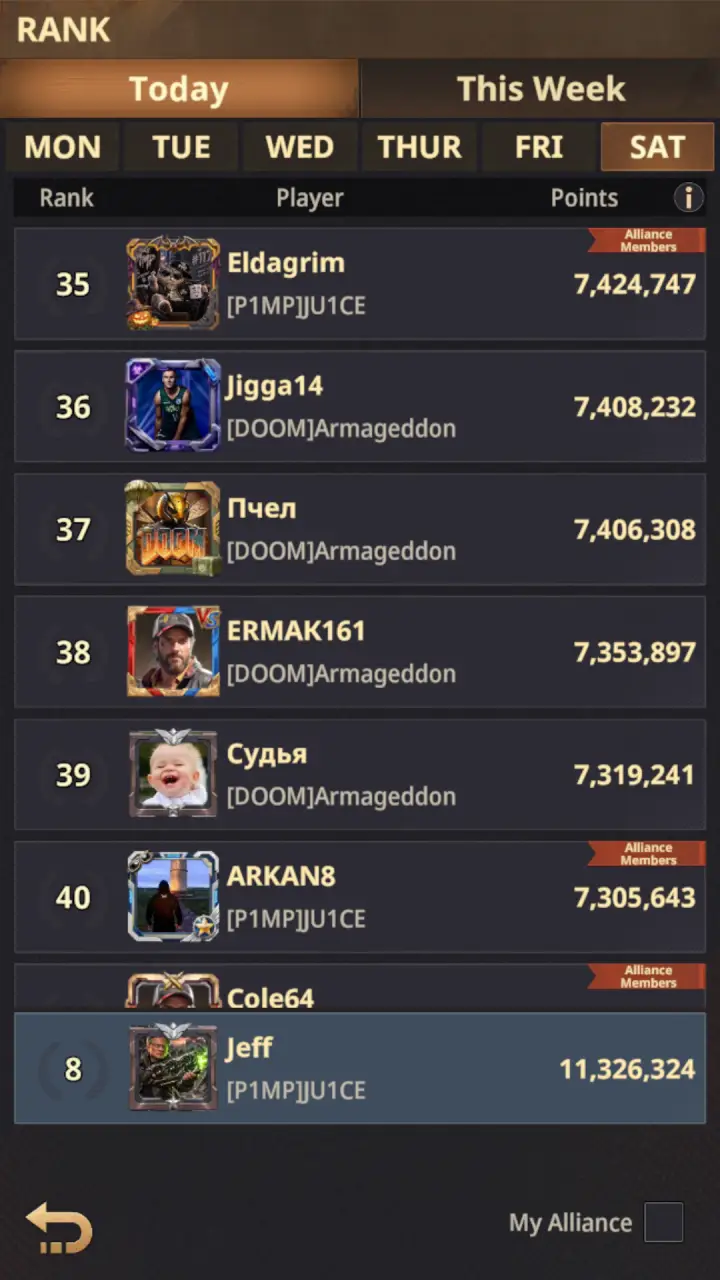 RANK
Today
This Week
MON TUE WED THUR FRI SAT
Rank Player Points
Alliance Members
35 Eldagrim 7,424,747
[P1MP]JU1CE
36 Jigga14 7,408,232
[DOOM]Armageddon
37 Пчел 7,406,308
DOOM
[DOOM]Armageddon
VS
38 ERMAK161 7,353,897
[DOOM]Armageddon
39 Судья 7,319,241
[DOOM]Armageddon
Alliance Members
40 ARKAN8 7,305,643
[P1MP]JU1CE
Alliance Members
Cole64
8 Jeff 11,326,324
[P1MP]JU1CE
My Alliance